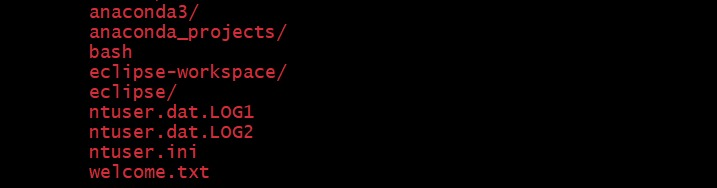 anaconda3/
anaconda_projects/
bash
eclipse-workspace/
eclipse/
ntuser.dat.LOG1
ntuser.dat.LOG2
ntuser.ini
welcome.txt